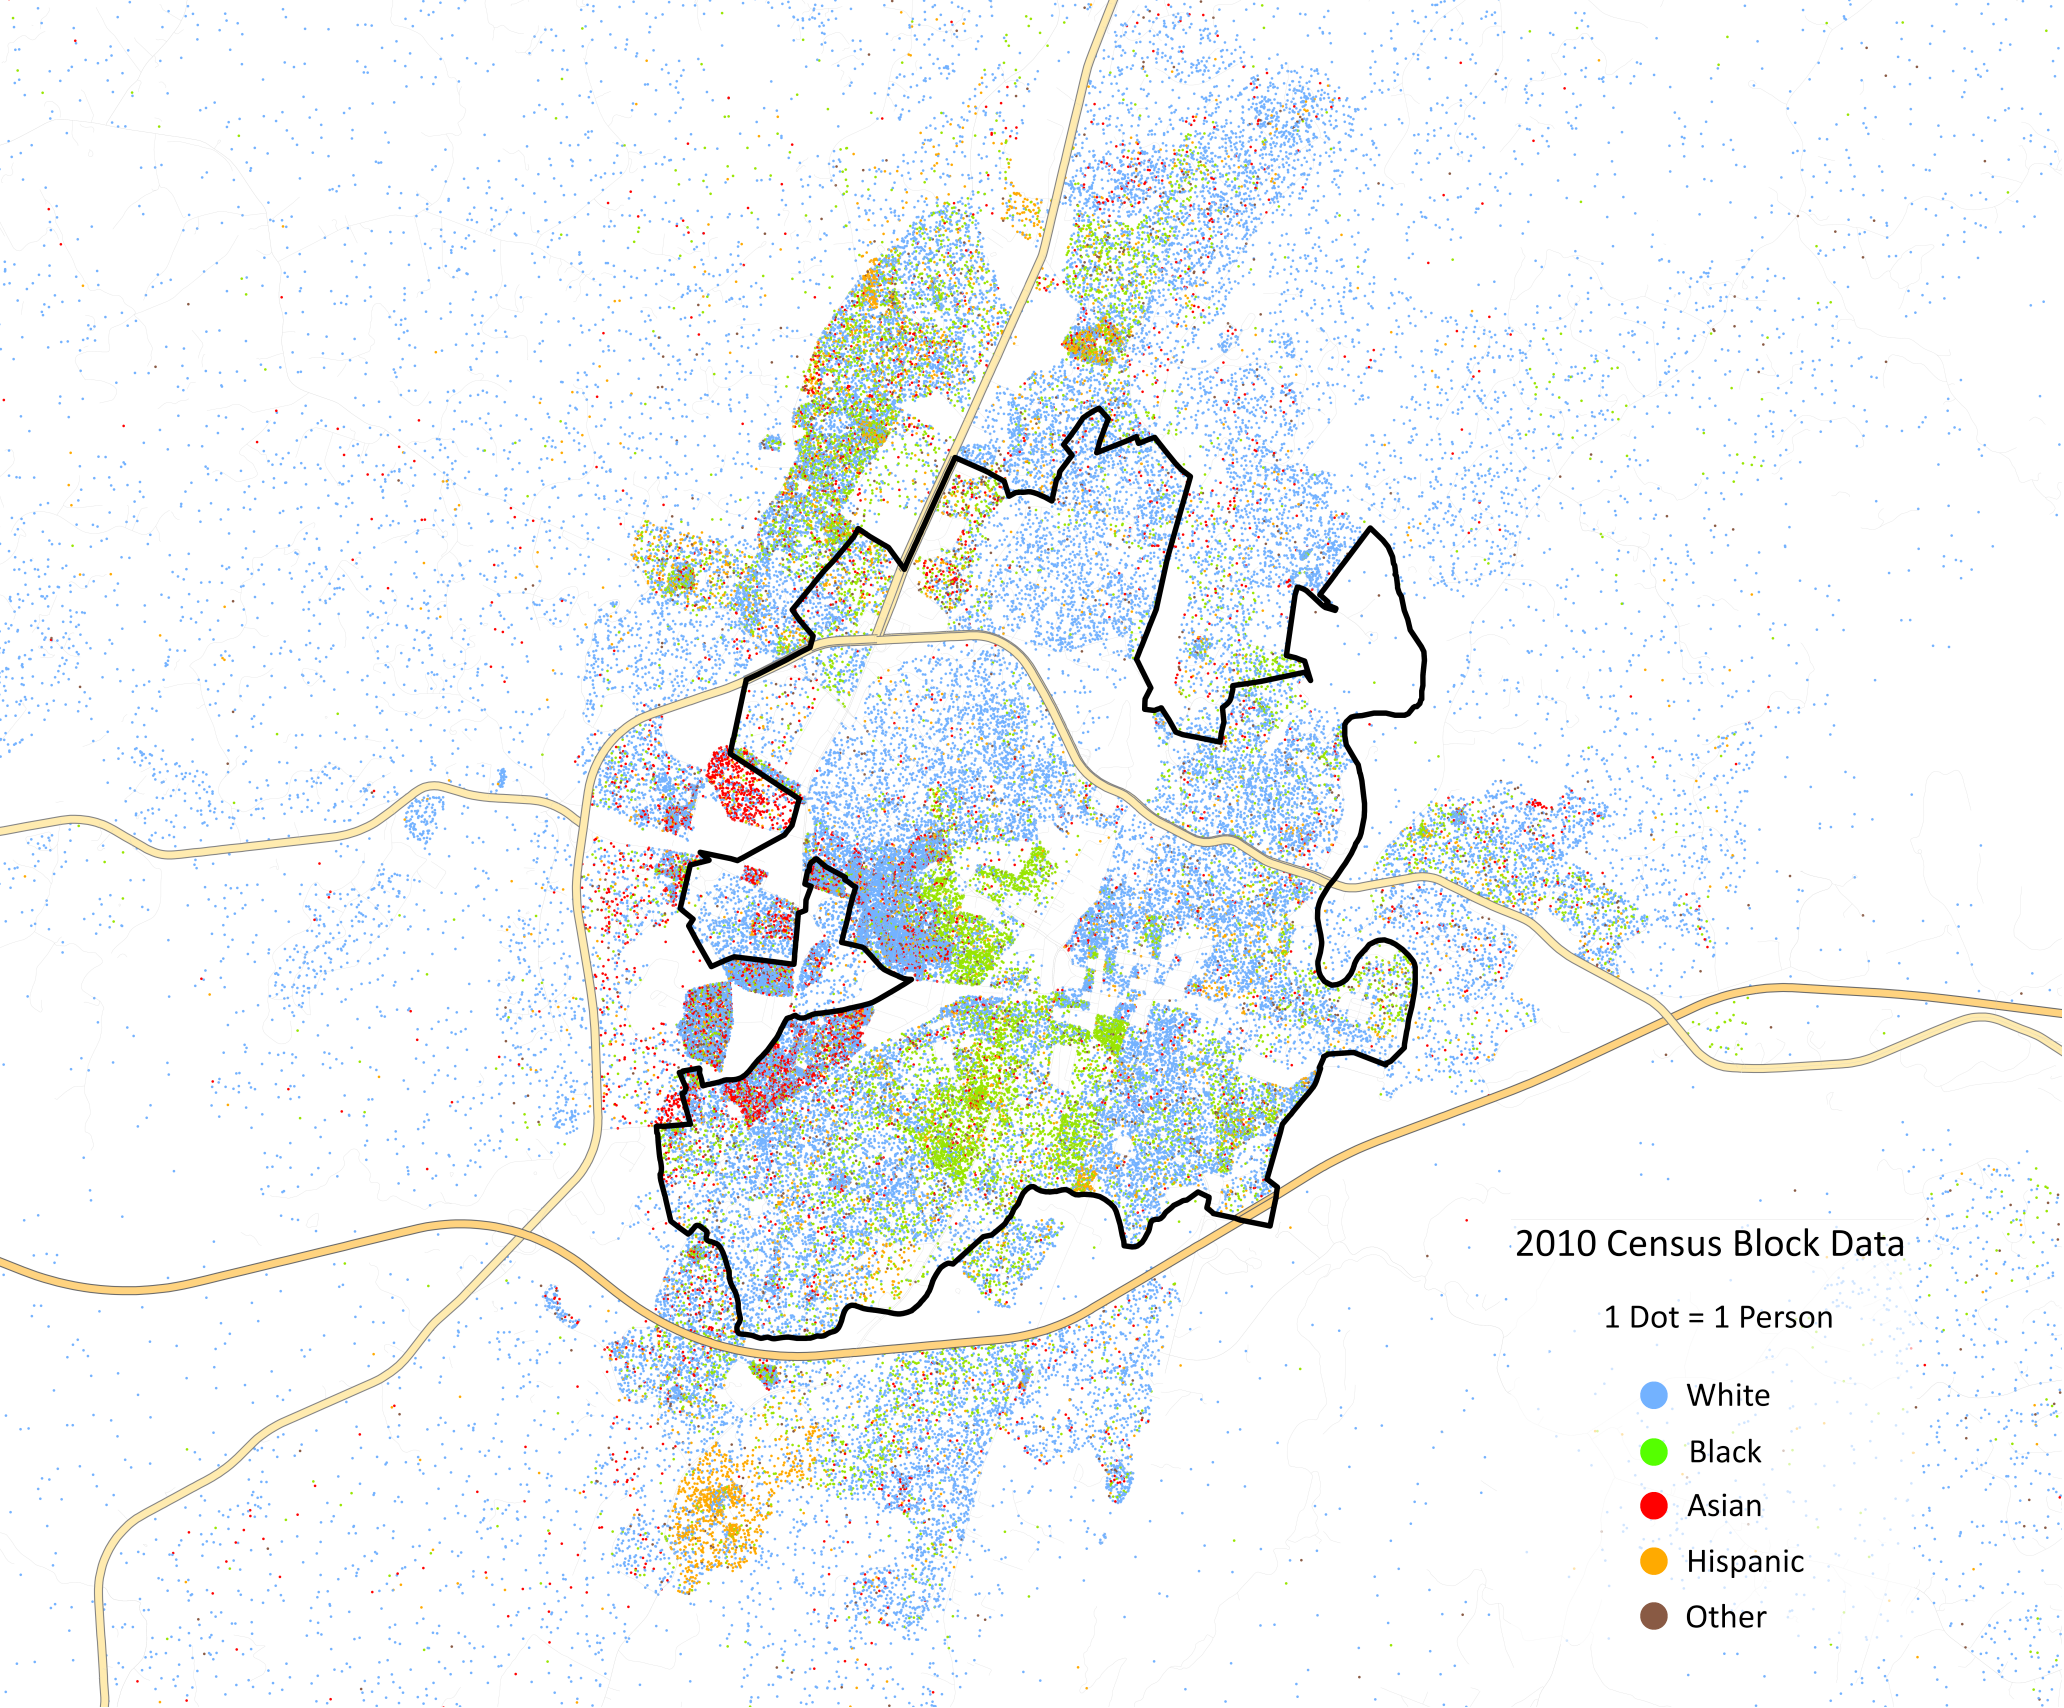 2010 Census Block Data
1 Dot = 1 Person
White
Black
Asian
Hispanic
Other